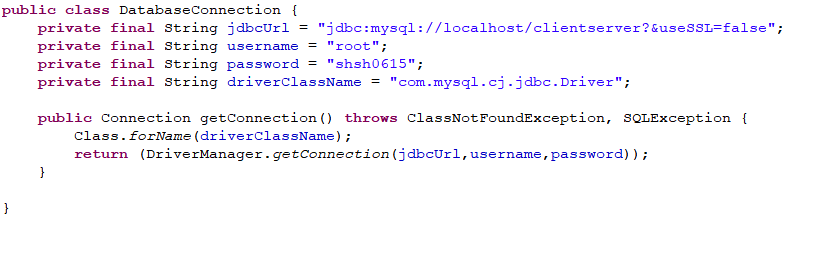 public class DatabaseConnection {
    private final String jdbcUrl = "jdbc:mysql://localhost/clientserver?&useSSL=false";
    private final String username = "root";
    private final String password = "shsh0615";
    private final String driverClassName = "com.mysql.cj.jdbc.Driver";
    public Connection getConnection() throws ClassNotFoundException, SQLException {
        Class.forName(driverClassName);
        return (DriverManager.getConnection(jdbcUrl,username,password));
    }
}